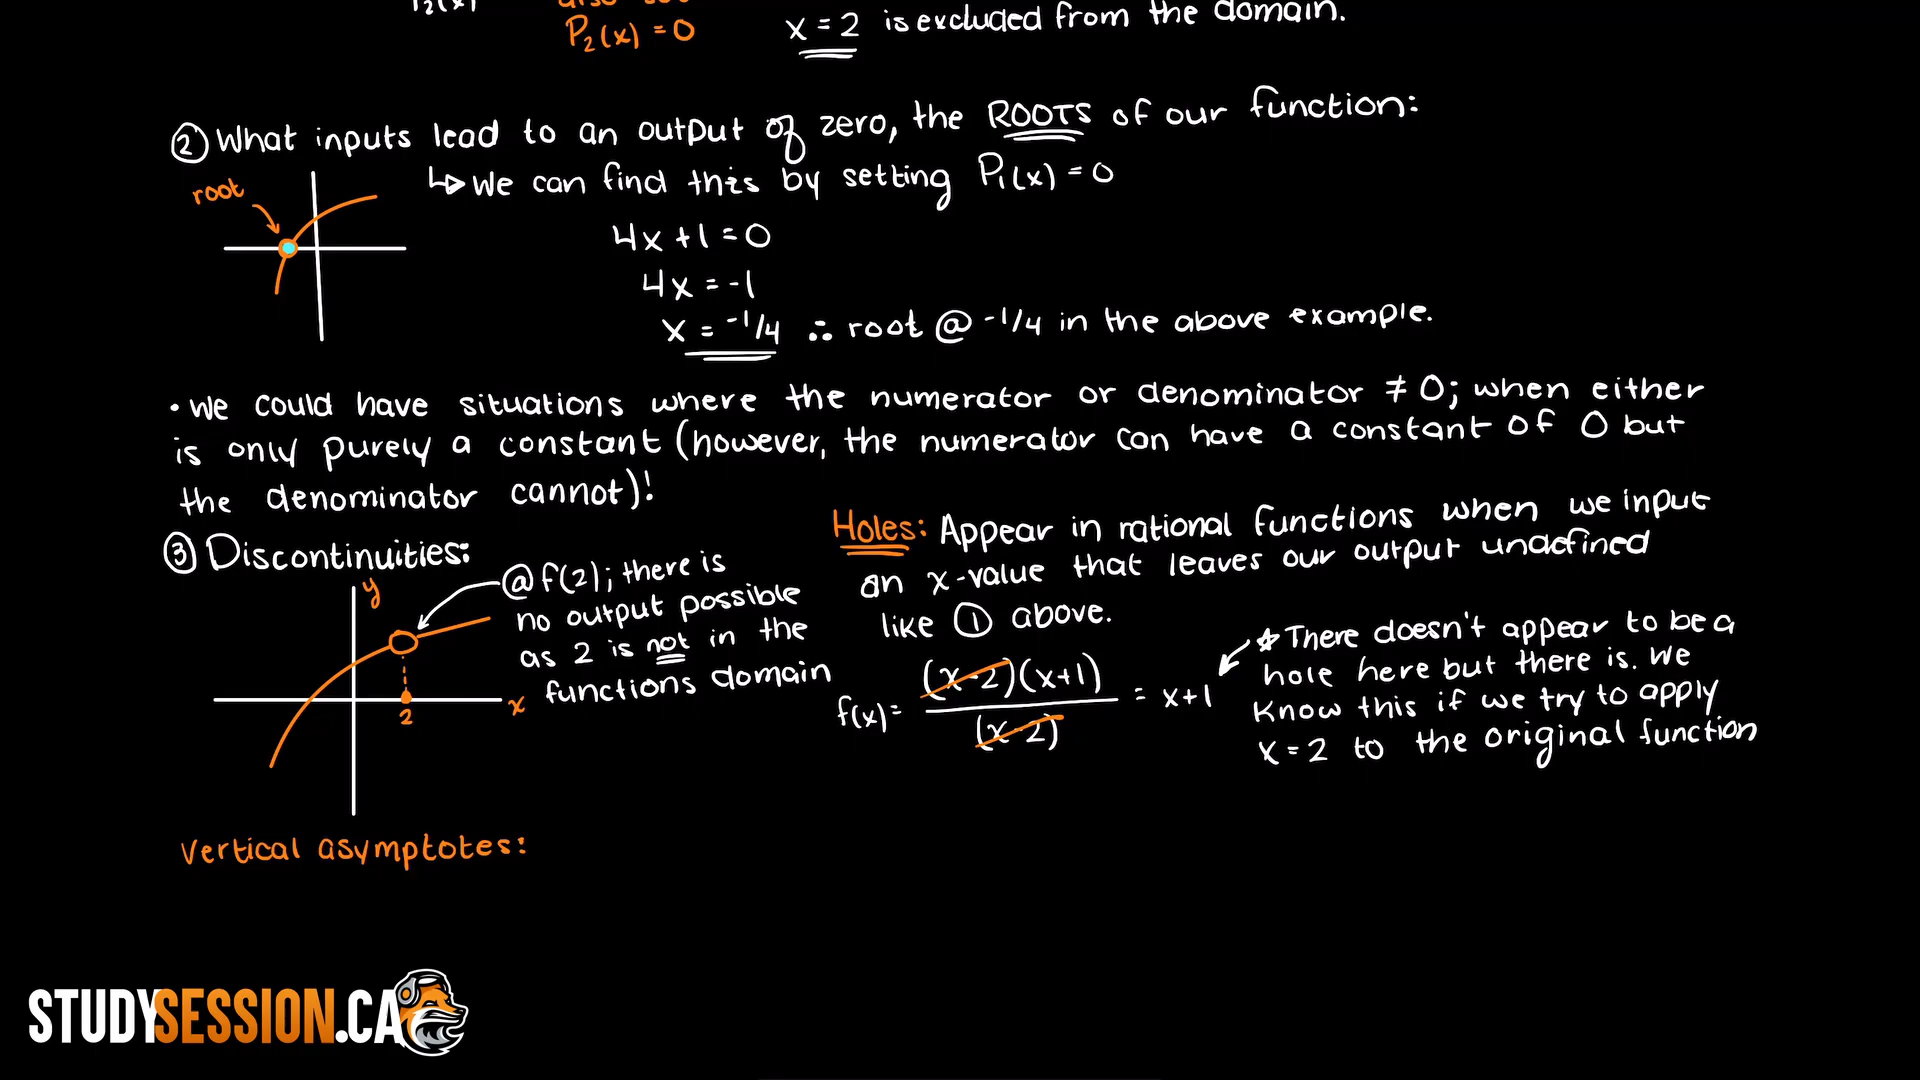 P₂(x)
P₂(x) = 0
x = 2 is excluded from the domain.
② What inputs lead to an output of zero, the ROOTS of our function:
↳ We can find this by setting P₁(x) = 0
root
4x + 1 = 0
4x = -1
x = -1/4 ∴ root @ -1/4 in the above example.
• We could have situations where the numerator or denominator ≠ 0; when either
is only purely a constant (however, the numerator can have a constant of 0 but
the denominator cannot)!
③ Discontinuities:
y
@ f(2); there is
no output possible
as 2 is not in the
functions domain
x
2
Holes: Appear in rational functions when we input
an x-value that leaves our output undefined
like ① above.
f(x) = (x-2)(x+1) / (x-2) = x+1
* There doesn't appear to be a
hole here but there is. We
Know this if we try to apply
x = 2 to the original function
Vertical asymptotes:
STUDYSESSION.CA